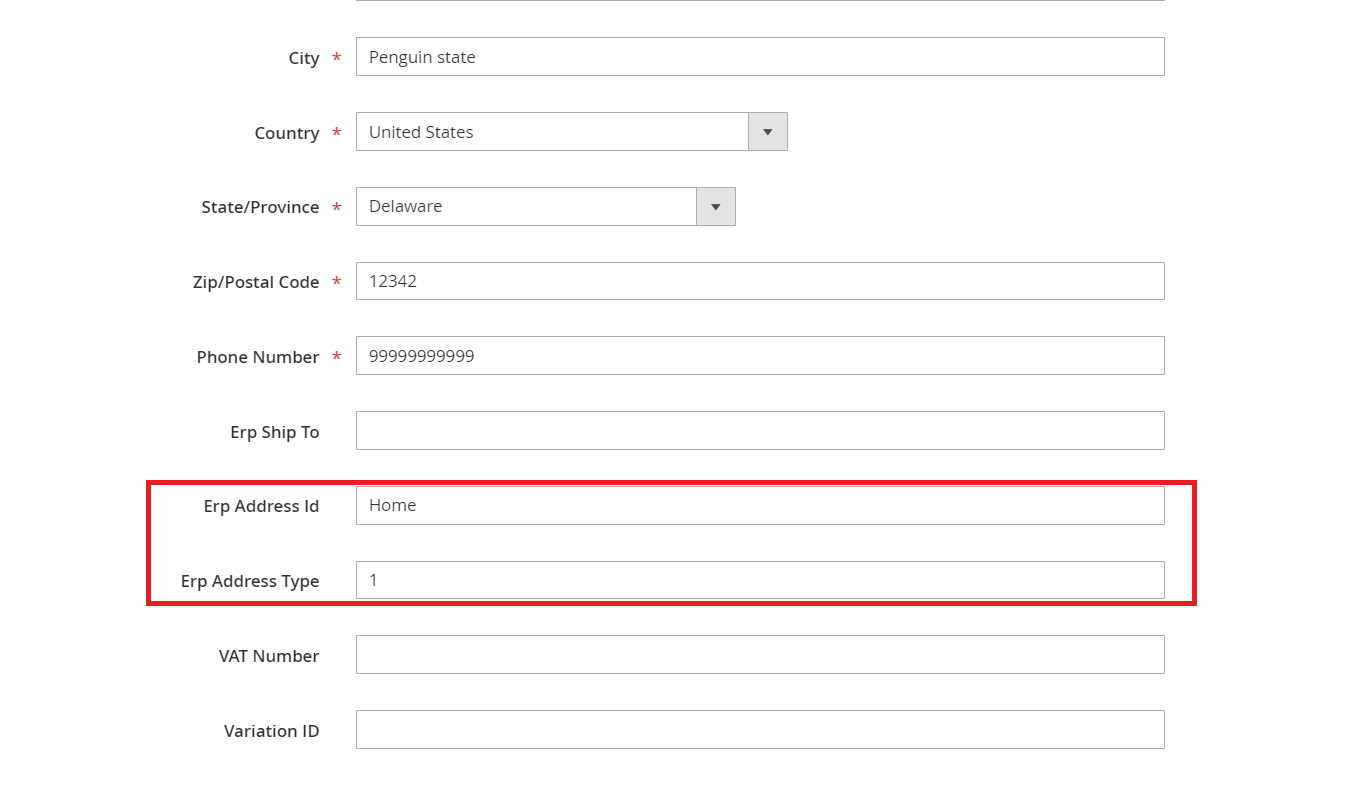 City * Penguin state
Country * United States
State/Province * Delaware
Zip/Postal Code * 12342
Phone Number * 99999999999
Erp Ship To
Erp Address Id Home
Erp Address Type 1
VAT Number
Variation ID